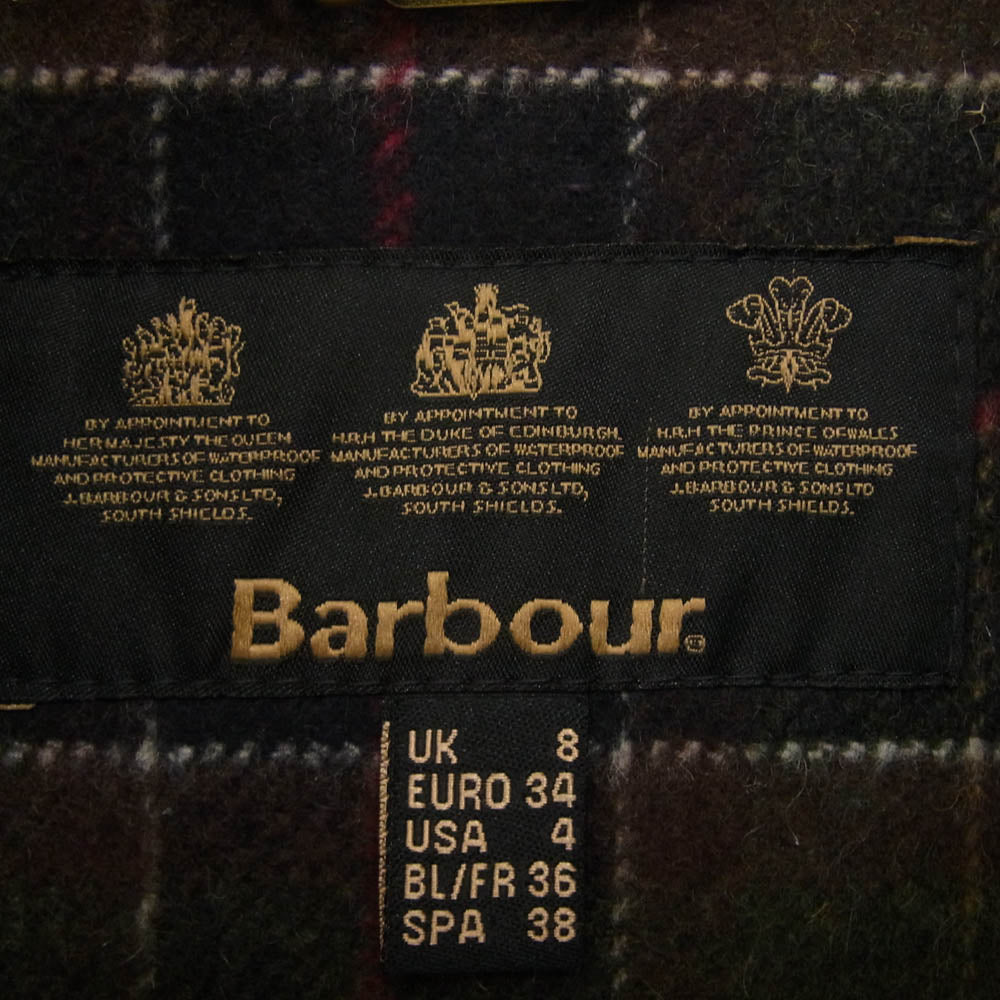 BY APPOINTMENT TO
HER MAJESTY THE QUEEN
MANUFACTURERS OF WATERPROOF
AND PROTECTIVE CLOTHING
J. BARBOUR & SONS LTD,
SOUTH SHIELDS.
BY APPOINTMENT TO
H.R.H THE DUKE OF EDINBURGH
MANUFACTURERS OF WATERPROOF
AND PROTECTIVE CLOTHING
J. BARBOUR & SONS LTD,
SOUTH SHIELDS.
BY APPOINTMENT TO
H.R.H THE PRINCE OF WALES
MANUFACTURERS OF WATERPROOF
AND PROTECTIVE CLOTHING
J. BARBOUR & SONS LTD
SOUTH SHIELDS.
Barbour®
UK 8
EURO 34
USA 4
BL/FR 36
SPA 38